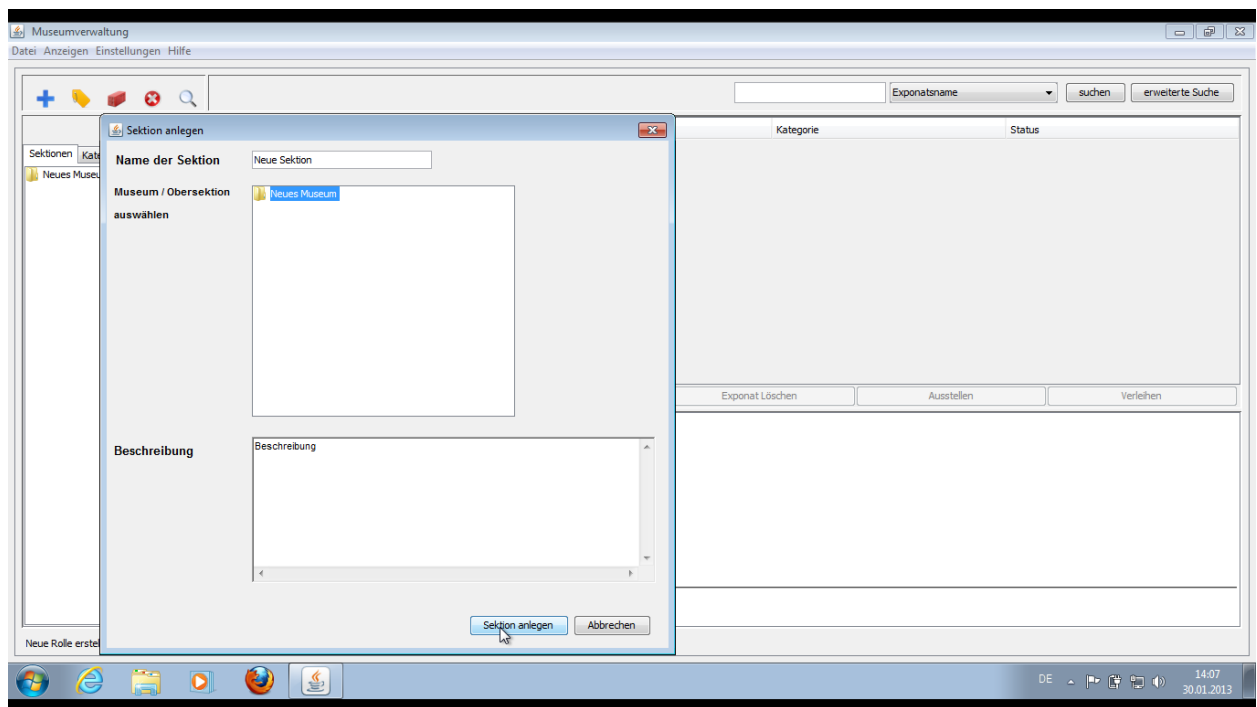 Museumverwaltung
Datei Anzeigen Einstellungen Hilfe
Exponatsname
suchen
erweiterte Suche
Kategorie
Status
Sektionen
Neues
Sektion anlegen
Name der Sektion
Neue Sektion
Museum / Obersektion
auswählen
Neues Museum
Beschreibung
Beschreibung
Sektion anlegen
Abbrechen
Exponat Löschen
Ausstellen
Verleihen
Neue Rolle
DE
14:07
30.01.2013